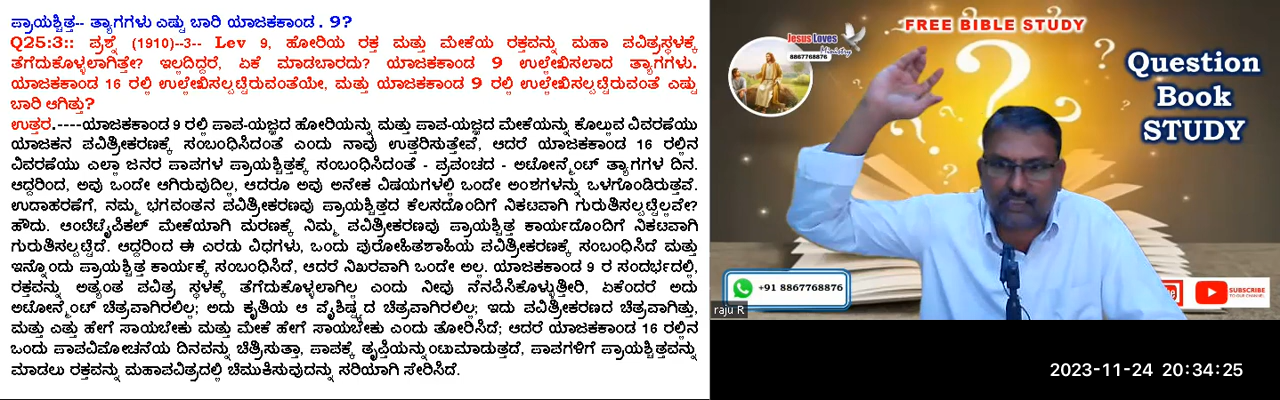 ಪ್ರಾಯಶ್ಚಿತ್ತ-- ತ್ಯಾಗಗಳು ಎಷ್ಟು ಬಾರಿ ಯಾಜಕಕಾಂಡ . 9?
Q25:3:: ಪ್ರಶ್ನೆ (1910)--3-- Lev 9, ಹೋರಿಯ ರಕ್ತ ಮತ್ತು ಮೇಕೆಯ ರಕ್ತವನ್ನು ಮಹಾ ಪವಿತ್ರಸ್ಥಳಕ್ಕೆ
ತೆಗೆದುಕೊಳ್ಳಲಾಗಿತ್ತೇ? ಇಲ್ಲದಿದ್ದರೆ, ಏಕೆ ಮಾಡಬಾರದು? ಯಾಜಕಕಾಂಡ 9 ಉಲ್ಲೇಖಿಸಲಾದ ತ್ಯಾಗಗಳು.
ಯಾಜಕಕಾಂಡ 16 ರಲ್ಲಿ ಉಲ್ಲೇಖಿಸಲ್ಪಟ್ಟಿರುವಂತೆಯೇ, ಮತ್ತು ಯಾಜಕಕಾಂಡ 9 ರಲ್ಲಿ ಉಲ್ಲೇಖಿಸಲ್ಪಟ್ಟಿರುವಂತೆ ಎಷ್ಟು
ಬಾರಿ ಆಗಿತ್ತು?
ಉತ್ತರ.----ಯಾಜಕಕಾಂಡ 9 ರಲ್ಲಿ ಪಾಪ-ಯಜ್ಞದ ಹೋರಿಯನ್ನು ಮತ್ತು ಪಾಪ-ಯಜ್ಞದ ಮೇಕೆಯನ್ನು ಕೊಲ್ಲುವ ವಿವರಣೆಯು
ಯಾಜಕನ ಪವಿತ್ರೀಕರಣಕ್ಕೆ ಸಂಬಂಧಿಸಿದಂತೆ ಎಂದು ನಾವು ಉತ್ತರಿಸುತ್ತೇವೆ, ಆದರೆ ಯಾಜಕಕಾಂಡ 16 ರಲ್ಲಿನ
ವಿವರಣೆಯು ಎಲ್ಲಾ ಜನರ ಪಾಪಗಳ ಪ್ರಾಯಶ್ಚಿತ್ತಕ್ಕೆ ಸಂಬಂಧಿಸಿದಂತೆ - ಪ್ರಪಂಚದ - ಅಟೋನ್ಮೆಂಟ್ ತ್ಯಾಗಗಳ ದಿನ.
ಆದ್ದರಿಂದ, ಅವು ಒಂದೇ ಆಗಿರುವುದಿಲ್ಲ, ಆದರೂ ಅವು ಅನೇಕ ವಿಷಯಗಳಲ್ಲಿ ಒಂದೇ ಅಂಶಗಳನ್ನು ಒಳಗೊಂಡಿರುತ್ತವೆ.
ಉದಾಹರಣೆಗೆ, ನಮ್ಮ ಭಗವಂತನ ಪವಿತ್ರೀಕರಣವು ಪ್ರಾಯಶ್ಚಿತ್ತದ ಕೆಲಸದೊಂದಿಗೆ ನಿಕಟವಾಗಿ ಗುರುತಿಸಲ್ಪಟ್ಟಿಲ್ಲವೇ?
ಹೌದು. ಆಂಟಿಟೈಪಿಕಲ್ ಮೇಕೆಯಾಗಿ ಮರಣಕ್ಕೆ ನಿಮ್ಮ ಪವಿತ್ರೀಕರಣವು ಪ್ರಾಯಶ್ಚಿತ್ತ ಕಾರ್ಯದೊಂದಿಗೆ ನಿಕಟವಾಗಿ
ಗುರುತಿಸಲ್ಪಟ್ಟಿದೆ. ಆದ್ದರಿಂದ ಈ ಎರಡು ವಿಧಗಳು, ಒಂದು ಪುರೋಹಿತಶಾಹಿಯ ಪವಿತ್ರೀಕರಣಕ್ಕೆ ಸಂಬಂಧಿಸಿದೆ ಮತ್ತು
ಇನ್ನೊಂದು ಪ್ರಾಯಶ್ಚಿತ್ತ ಕಾರ್ಯಕ್ಕೆ ಸಂಬಂಧಿಸಿದೆ, ಆದರೆ ನಿಖರವಾಗಿ ಒಂದೇ ಅಲ್ಲ. ಯಾಜಕಕಾಂಡ 9 ರ ಸಂದರ್ಭದಲ್ಲಿ,
ರಕ್ತವನ್ನು ಅತ್ಯಂತ ಪವಿತ್ರ ಸ್ಥಳಕ್ಕೆ ತೆಗೆದುಕೊಳ್ಳಲಾಗಿಲ್ಲ ಎಂದು ನೀವು ನೆನಪಿಸಿಕೊಳ್ಳುತ್ತೀರಿ, ಏಕೆಂದರೆ ಅದು
ಅಟೋನ್ಮೆಂಟ್ ಚಿತ್ರವಾಗಿರಲಿಲ್ಲ; ಅದು ಕೃತಿಯ ಆ ವೈಶಿಷ್ಟ್ಯದ ಚಿತ್ರವಾಗಿರಲಿಲ್ಲ; ಇದು ಪವಿತ್ರೀಕರಣದ ಚಿತ್ರವಾಗಿತ್ತು,
ಮತ್ತು ಎತ್ತು ಹೇಗೆ ಸಾಯಬೇಕು ಮತ್ತು ಮೇಕೆ ಹೇಗೆ ಸಾಯಬೇಕು ಎಂದು ತೋರಿಸಿದೆ; ಆದರೆ ಯಾಜಕಕಾಂಡ 16 ರಲ್ಲಿನ
ಒಂದು ಪಾಪವಿಮೋಚನೆಯ ದಿನವನ್ನು ಚಿತ್ರಿಸುತ್ತಾ, ಪಾಪಕ್ಕೆ ತೃಪ್ತಿಯನ್ನುಂಟುಮಾಡುತ್ತದೆ, ಪಾಪಗಳಿಗೆ ಪ್ರಾಯಶ್ಚಿತ್ತವನ್ನು
ಮಾಡಲು ರಕ್ತವನ್ನು ಮಹಾಪವಿತ್ರದಲ್ಲಿ ಚಿಮುಕಿಸುವುದನ್ನು ಸರಿಯಾಗಿ ಸೇರಿಸಿದೆ.
FREE BIBLE STUDY
Jesus Loves
Ministry
8867768876
Question
Book
STUDY
+91 8867768876
SUBSCRIBE
TO OUR CHANNEL
raju R
2023-11-24 20:34:25